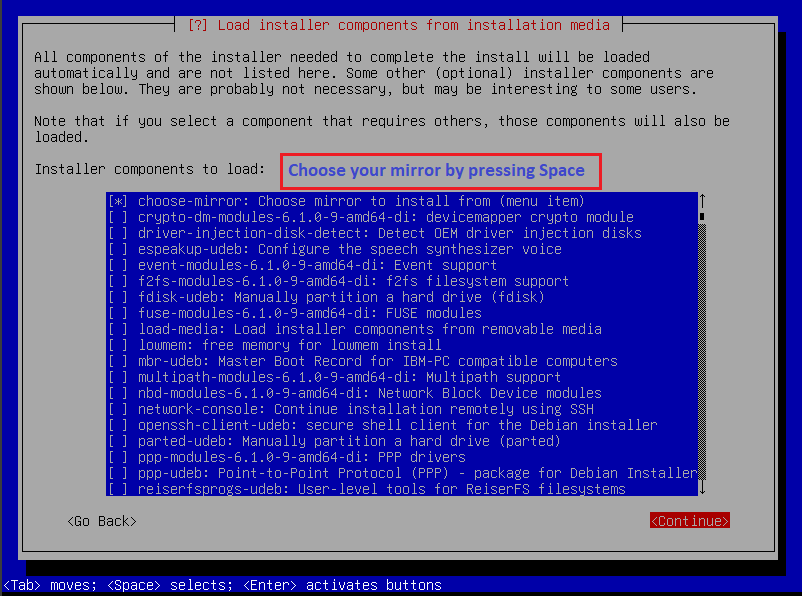 [?] Load installer components from installation media
All components of the installer needed to complete the install will be loaded
automatically and are not listed here. Some other (optional) installer components are
shown below. They are probably not necessary, but may be interesting to some users.
Note that if you select a component that requires others, those components will also be
loaded.
Installer components to load: Choose your mirror by pressing Space
[*] choose-mirror: Choose mirror to install from (menu item)
[ ] crypto-dm-modules-6.1.0-9-amd64-di: devicemapper crypto module
[ ] driver-injection-disk-detect: Detect OEM driver injection disks
[ ] espeakup-udeb: Configure the speech synthesizer voice
[ ] event-modules-6.1.0-9-amd64-di: Event support
[ ] f2fs-modules-6.1.0-9-amd64-di: f2fs filesystem support
[ ] fdisk-udeb: Manually partition a hard drive (fdisk)
[ ] fuse-modules-6.1.0-9-amd64-di: FUSE modules
[ ] load-media: Load installer components from removable media
[ ] lowmem: free memory for lowmem install
[ ] mbr-udeb: Master Boot Record for IBM-PC compatible computers
[ ] multipath-modules-6.1.0-9-amd64-di: Multipath support
[ ] nbd-modules-6.1.0-9-amd64-di: Network Block Device modules
[ ] network-console: Continue installation remotely using SSH
[ ] openssh-client-udeb: secure shell client for the Debian installer
[ ] parted-udeb: Manually partition a hard drive (parted)
[ ] ppp-modules-6.1.0-9-amd64-di: PPP drivers
[ ] ppp-udeb: Point-to-Point Protocol (PPP) - package for Debian Installer
[ ] reiserfsprogs-udeb: User-level tools for ReiserFS filesystems
<Go Back> <Continue>
<Tab> moves; <Space> selects; <Enter> activates buttons